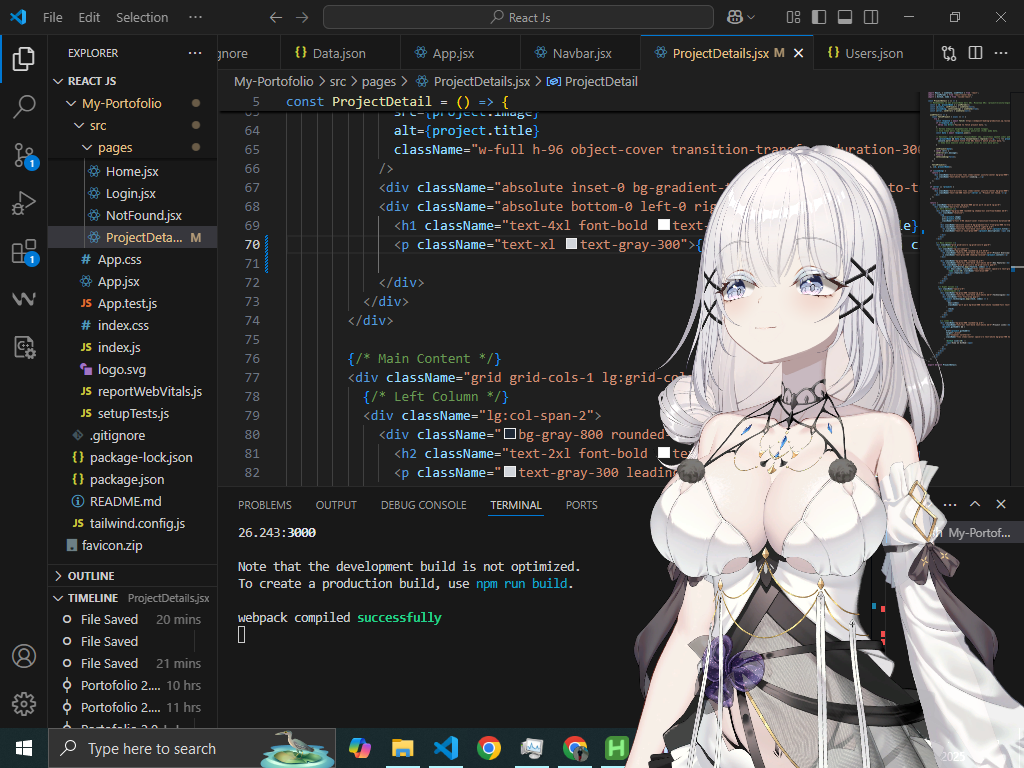 File Edit Selection ... React Js
EXPLORER ...
REACT JS
My-Portofolio
src
pages
Home.jsx
Login.jsx
NotFound.jsx
ProjectDeta... M
App.css
App.jsx
JS App.test.js
index.css
JS index.js
logo.svg
JS reportWebVitals.js
JS setupTests.js
.gitignore
{} package-lock.json
{} package.json
README.md
JS tailwind.config.js
favicon.zip
OUTLINE
TIMELINE ProjectDetails.jsx
File Saved 20 mins
File Saved
File Saved 21 mins
Portofolio 2.... 10 hrs
Portofolio 2.... 11 hrs
gnore {} Data.json App.jsx Navbar.jsx ProjectDetails.jsx M {} Users.json
My-Portofolio > src > pages > ProjectDetails.jsx > ProjectDetail
5 const ProjectDetail = () => {
63 src={project.image}
64 alt={project.title}
65 className="w-full h-96 object-cover transition-transf duration-300
66 />
67 <div className="absolute inset-0 bg-gradient- to-t
68 <div className="absolute bottom-0 left-0 rig
69 <h1 className="text-4xl font-bold text- le}
70 <p className="text-xl text-gray-300">{ c
71
72 </div>
73 </div>
74 </div>
75
76 {/* Main Content */}
77 <div className="grid grid-cols-1 lg:grid-col
78 {/* Left Column */}
79 <div className="lg:col-span-2">
80 <div className="bg-gray-800 rounded-
81 <h2 className="text-2xl font-bold te
82 <p className="text-gray-300 leadin
PROBLEMS OUTPUT DEBUG CONSOLE TERMINAL PORTS ...
My-Portof...
26.243:3000
Note that the development build is not optimized.
To create a production build, use npm run build.
webpack compiled successfully
Type here to search
2025